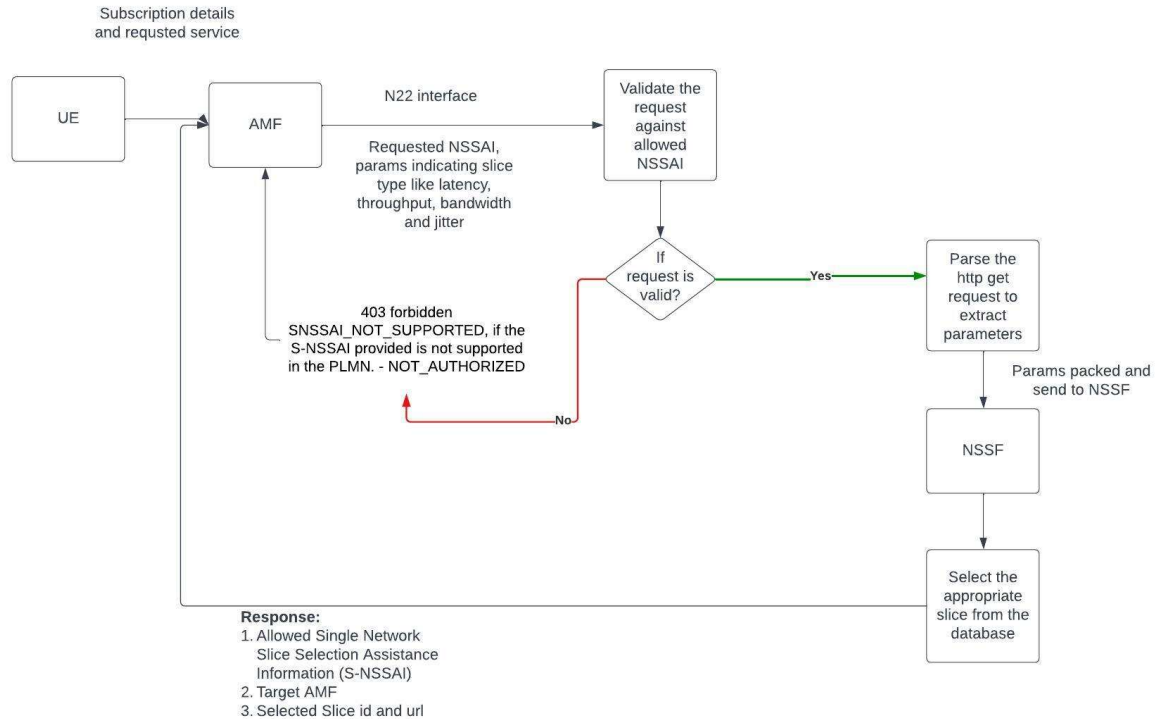 Subscription details
and requsted service
UE
AMF
N22 interface
Requested NSSAI,
params indicating slice
type like latency,
throughput, bandwidth
and jitter
Validate the
request
against
allowed
NSSAI
If
request is
valid?
Yes
Parse the
http get
request to
extract
parameters
403 forbidden
SNSSAI_NOT_SUPPORTED, if the
S-NSSAI provided is not supported
in the PLMN. - NOT_AUTHORIZED
No
Params packed and
send to NSSF
NSSF
Select the
appropriate
slice from the
database
Response:
1. Allowed Single Network
Slice Selection Assistance
Information (S-NSSAI)
2. Target AMF
3. Selected Slice id and url